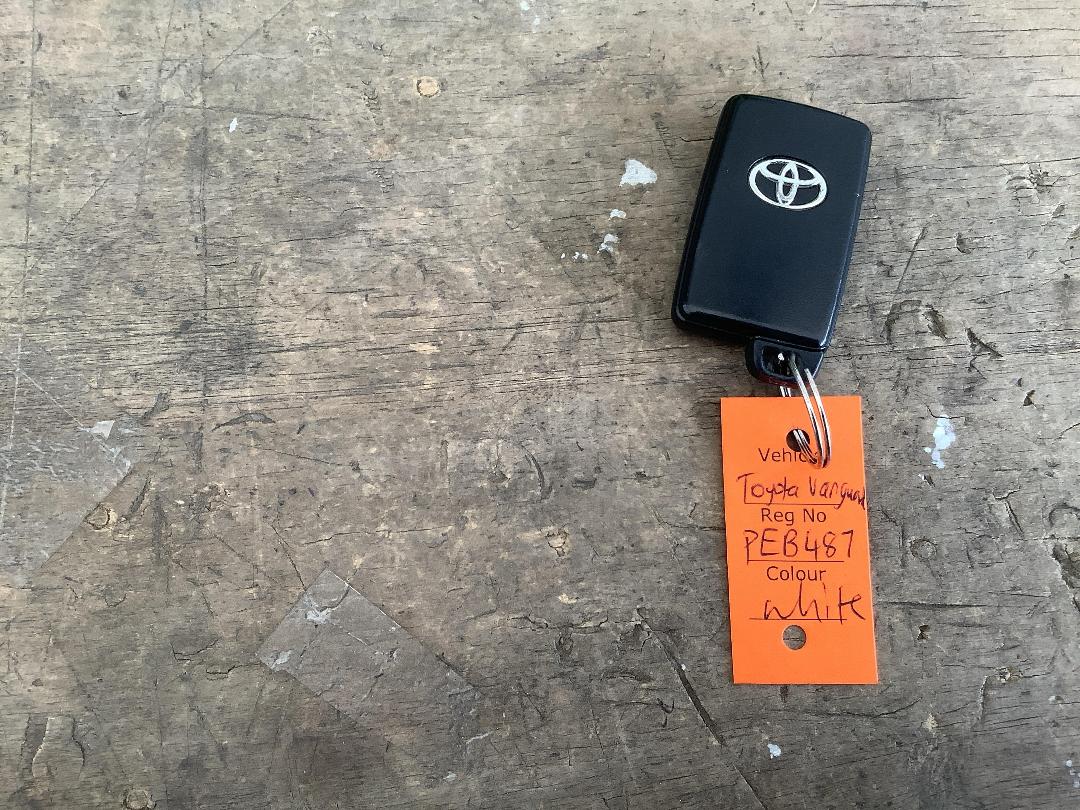 Vehicle
Toyota Vanguard
Reg No
PEB487
Colour
white